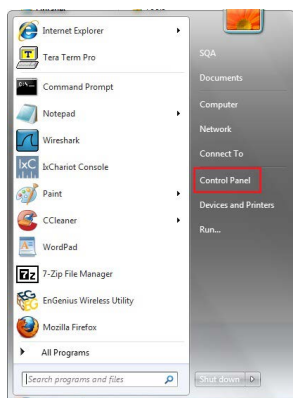 Internet Explorer
Tera Term Pro
Command Prompt
Notepad
Wireshark
IxChariot Console
Paint
CCleaner
WordPad
7-Zip File Manager
EnGenius Wireless Utility
Mozilla Firefox
All Programs
Search programs and files
SQA
Documents
Computer
Network
Connect To
Control Panel
Devices and Printers
Run...
Shut down